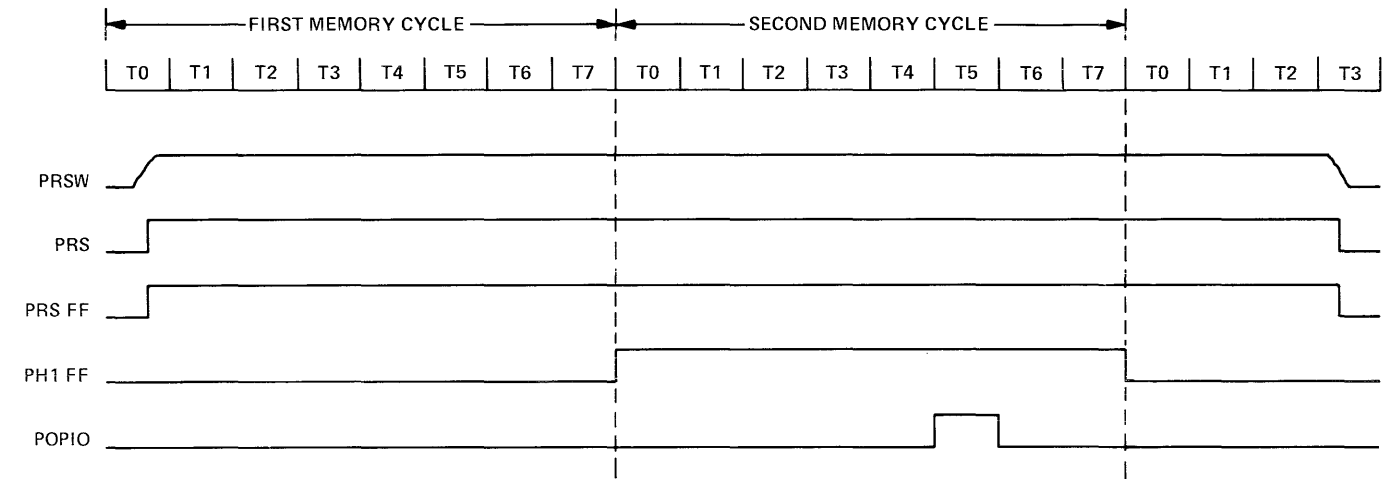 FIRST MEMORY CYCLE SECOND MEMORY CYCLE
T0 T1 T2 T3 T4 T5 T6 T7 T0 T1 T2 T3 T4 T5 T6 T7 T0 T1 T2 T3
PRSW
PRS
PRS FF
PH1 FF
POPIO